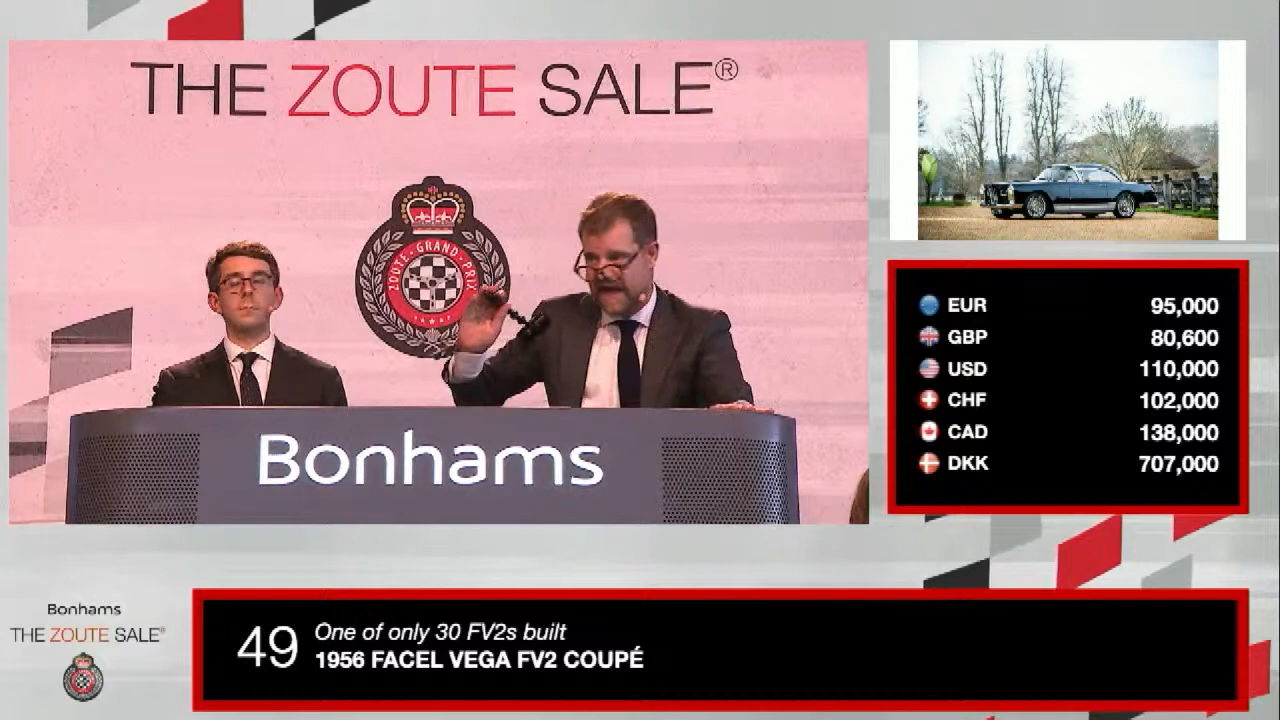 THE ZOUTE SALE®
ZOUTE·GRAND·PRIX
Bonhams
EUR 95,000
GBP 80,600
USD 110,000
CHF 102,000
CAD 138,000
DKK 707,000
Bonhams
THE ZOUTE SALE®
49
One of only 30 FV2s built
1956 FACEL VEGA FV2 COUPÉ